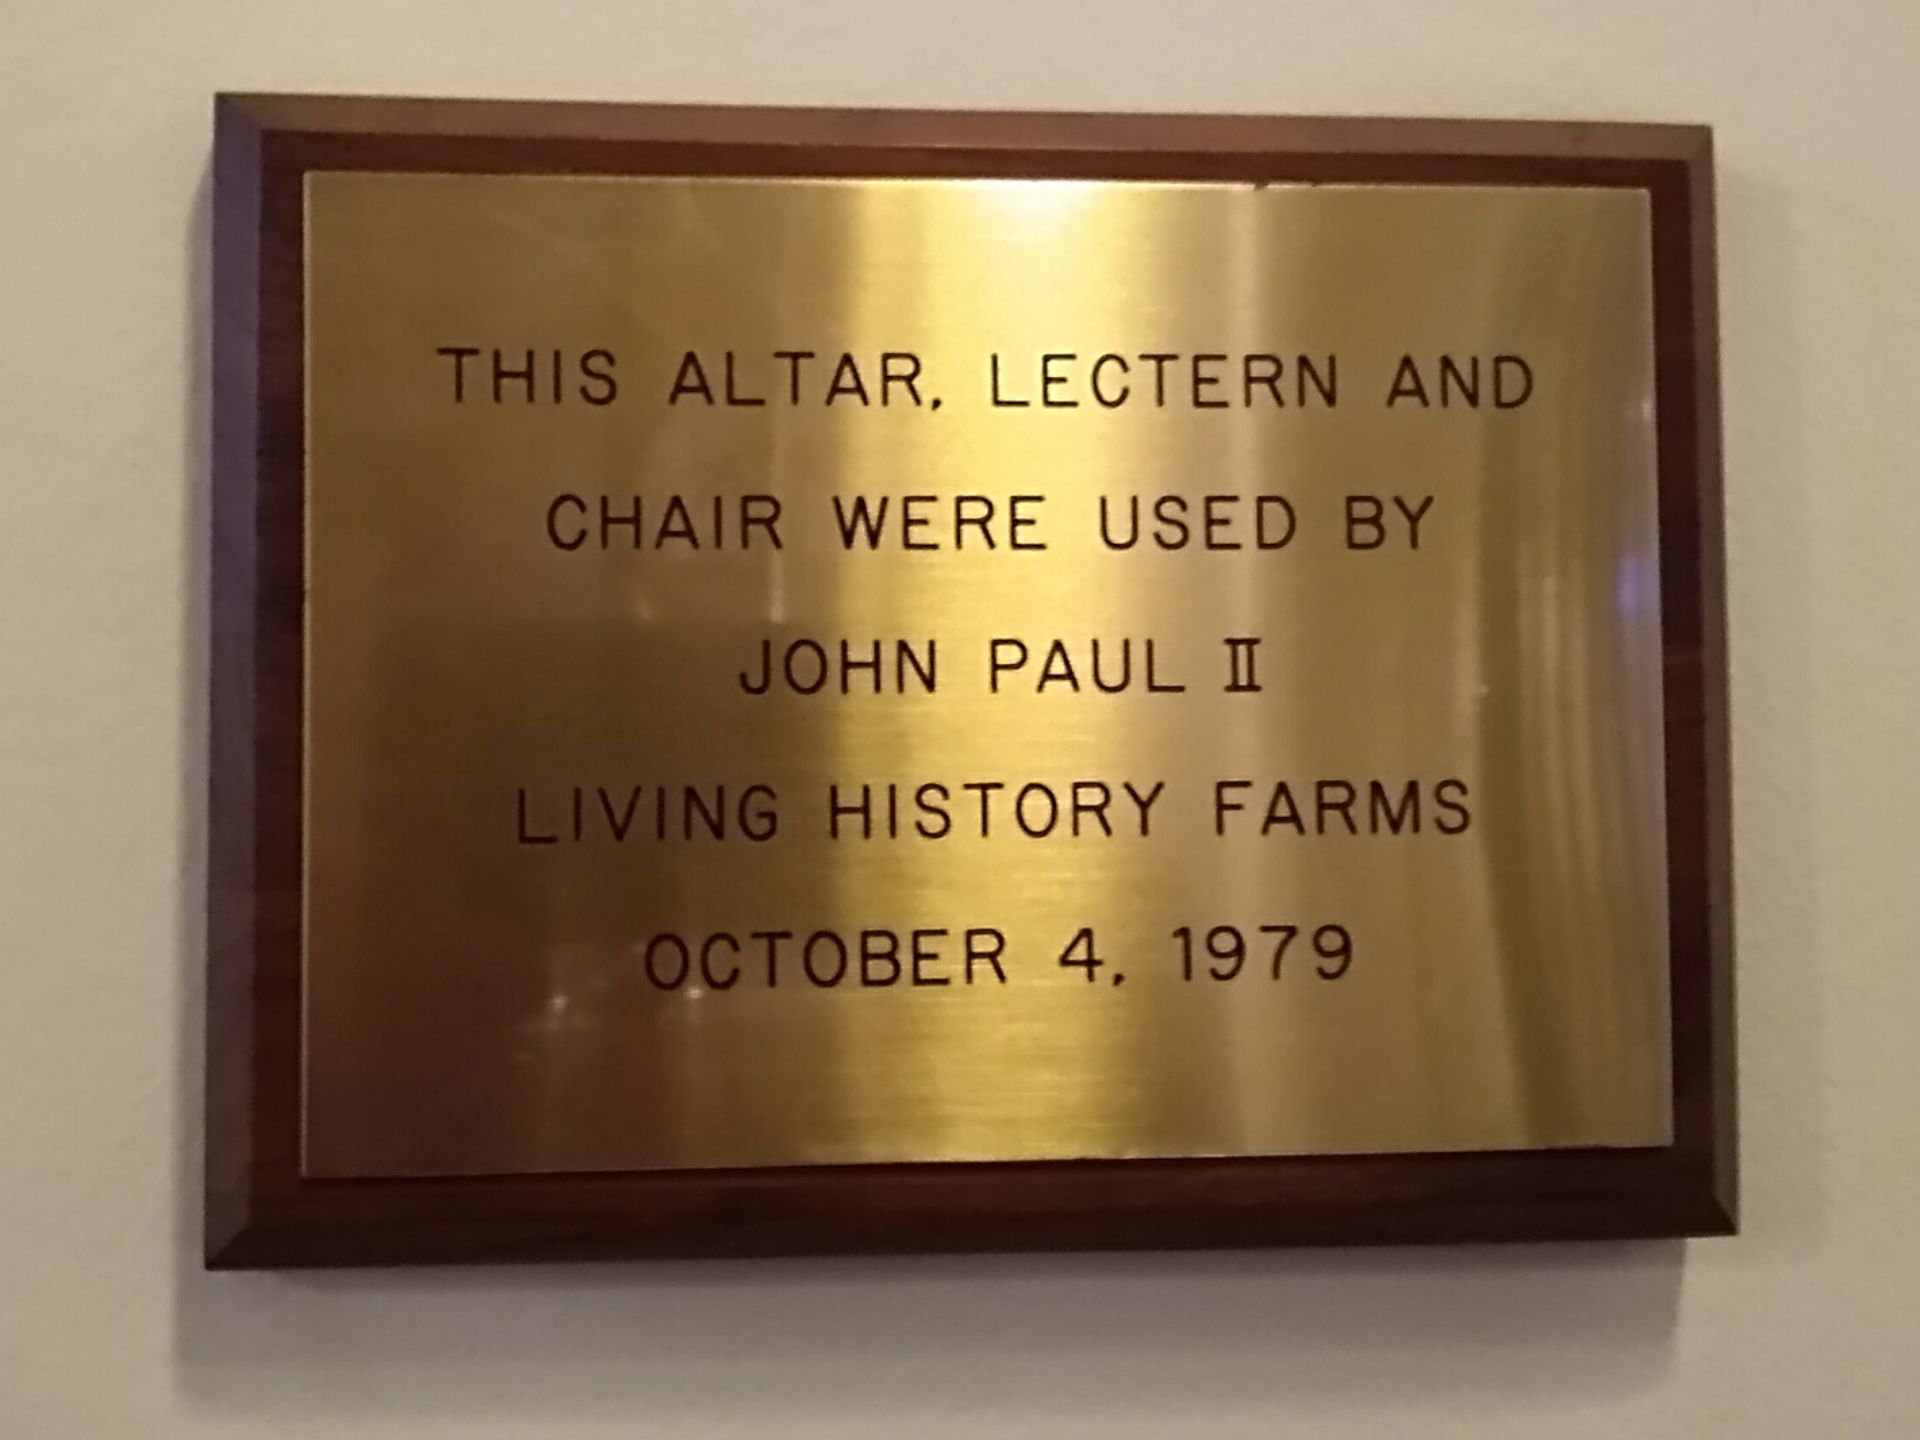 THIS ALTAR, LECTERN AND
CHAIR WERE USED BY
JOHN PAUL II
LIVING HISTORY FARMS
OCTOBER 4, 1979